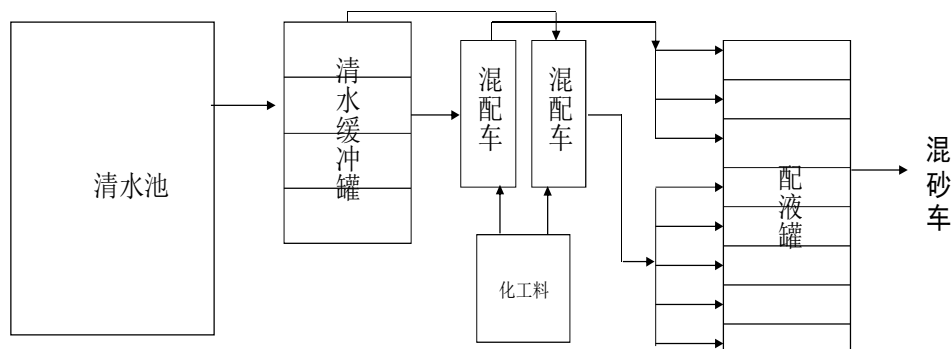 清水池
清水缓冲罐
混配车
混配车
化工料
配液罐
混砂车